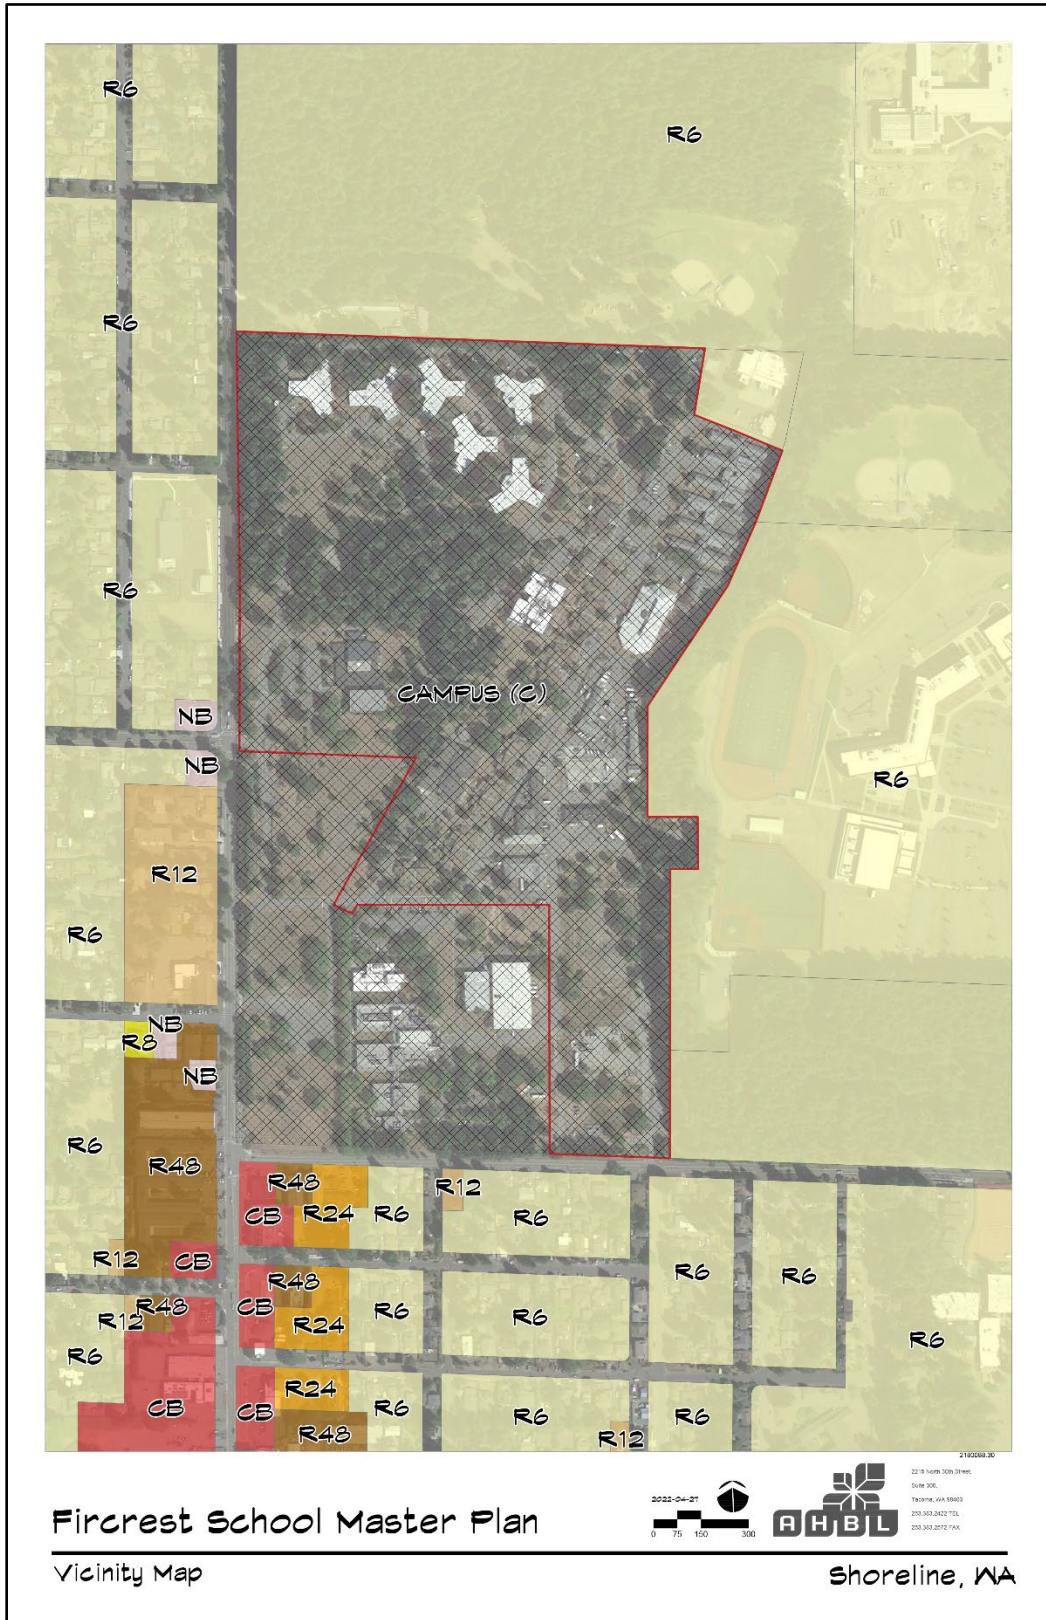 R6
R6
R6
R6
CAMPUS (C)
NB
NB
R6
R12
R6
NB
R8
NB
R6
R48
R48
R12
CB
R24
R6
R6
R12
CB
R6
R6
R48
R48
CB
R12
R24
R6
R6
R6
R6
R24
CB
CB
R6
R6
R6
R48
R12
2180088.30
Fircrest School Master Plan
2022-04-27
0 75 150 300
AHBL
2215 North 30th Street,
Suite 300,
Tacoma, WA 98403
253.383.2422 TEL
253.383.2572 FAX
Vicinity Map
Shoreline, WA